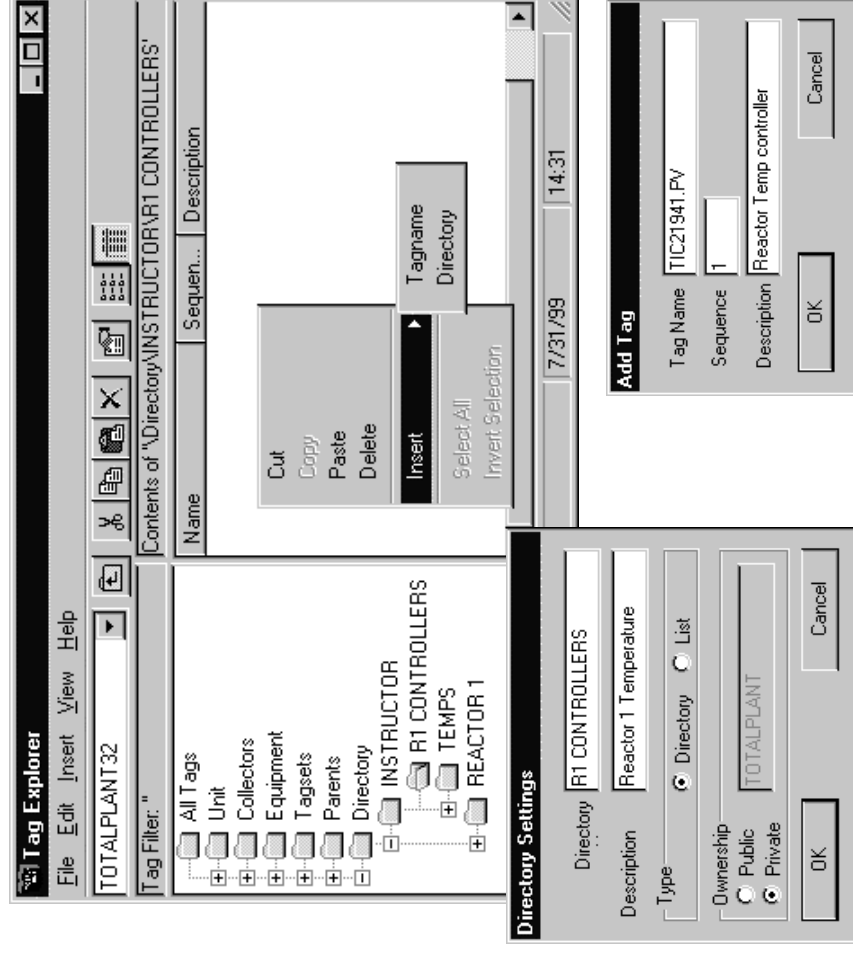 Tag Explorer
File Edit Insert View Help
TOTALPLANT32
Tag Filter: "
Contents of "\Directory\INSTRUCTOR\R1 CONTROLLERS'
All Tags
Unit
Collectors
Equipment
Tagsets
Parents
Directory
INSTRUCTOR
R1 CONTROLLERS
TEMPS
REACTOR 1
Name Sequen... Description
Cut
Copy
Paste
Delete
Insert
Select All
Invert Selection
Tagname
Directory
7/31/99 14:31
Directory Settings
Directory R1 CONTROLLERS
Description Reactor 1 Temperature
Type
Directory List
Ownership
Public
Private
TOTALPLANT
OK Cancel
Add Tag
Tag Name TIC21941.PV
Sequence 1
Description Reactor Temp controller
OK Cancel